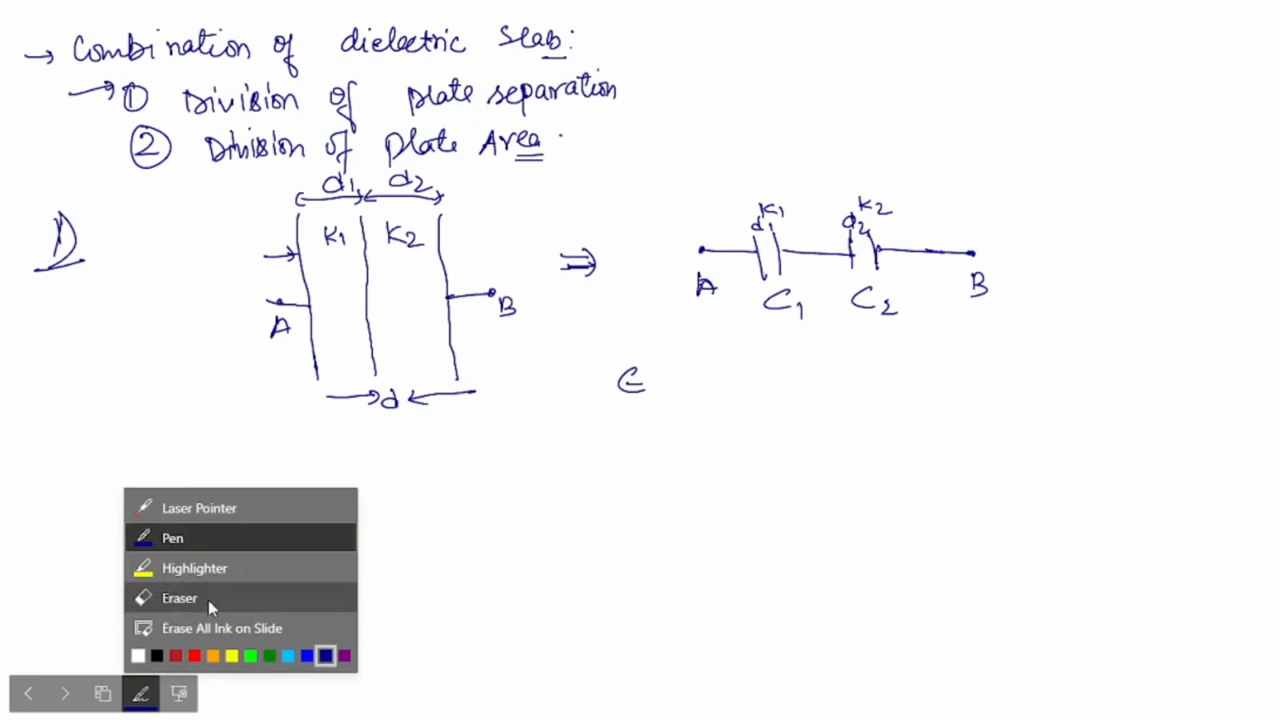 → Combination of dielectric slab:
→ ① Division of plate separation
② Division of plate Area.
d1 d2
1)
K1 K2
A
B
d
⇒
K1 K2
d1 d2
A
B
C1 C2
C
Laser Pointer
Pen
Highlighter
Eraser
Erase All Ink on Slide